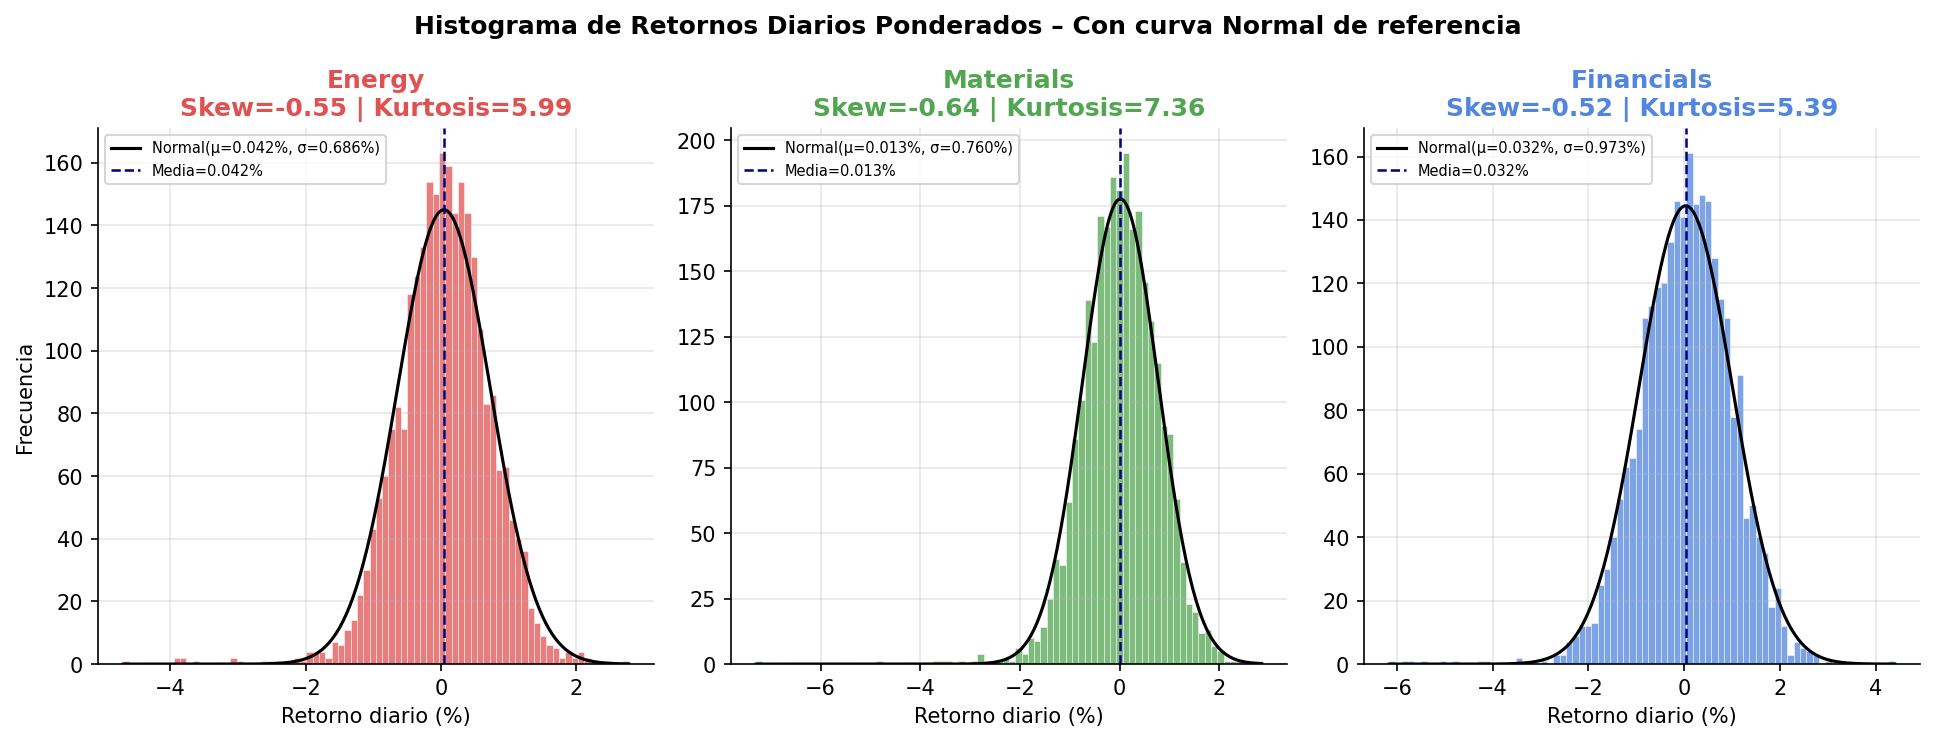 Histograma de Retornos Diarios Ponderados – Con curva Normal de referencia
Energy
Skew=-0.55 | Kurtosis=5.99
Normal(μ=0.042%, σ=0.686%)
Media=0.042%
160
140
120
100
80
60
40
20
0
Frecuencia
−4
−2
0
2
Retorno diario (%)
Materials
Skew=-0.64 | Kurtosis=7.36
Normal(μ=0.013%, σ=0.760%)
Media=0.013%
200
175
150
125
100
75
50
25
0
−6
−4
−2
0
2
Retorno diario (%)
Financials
Skew=-0.52 | Kurtosis=5.39
Normal(μ=0.032%, σ=0.973%)
Media=0.032%
160
140
120
100
80
60
40
20
0
−6
−4
−2
0
2
4
Retorno diario (%)